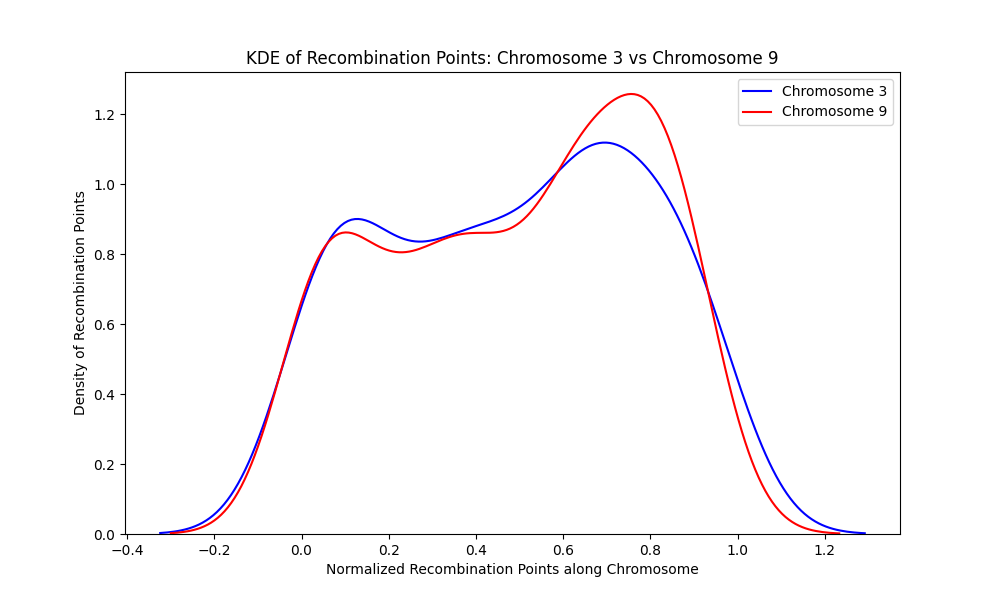 KDE of Recombination Points: Chromosome 3 vs Chromosome 9
Chromosome 3
Chromosome 9
Density of Recombination Points
1.2
1.0
0.8
0.6
0.4
0.2
0.0
−0.4 −0.2 0.0 0.2 0.4 0.6 0.8 1.0 1.2
Normalized Recombination Points along Chromosome